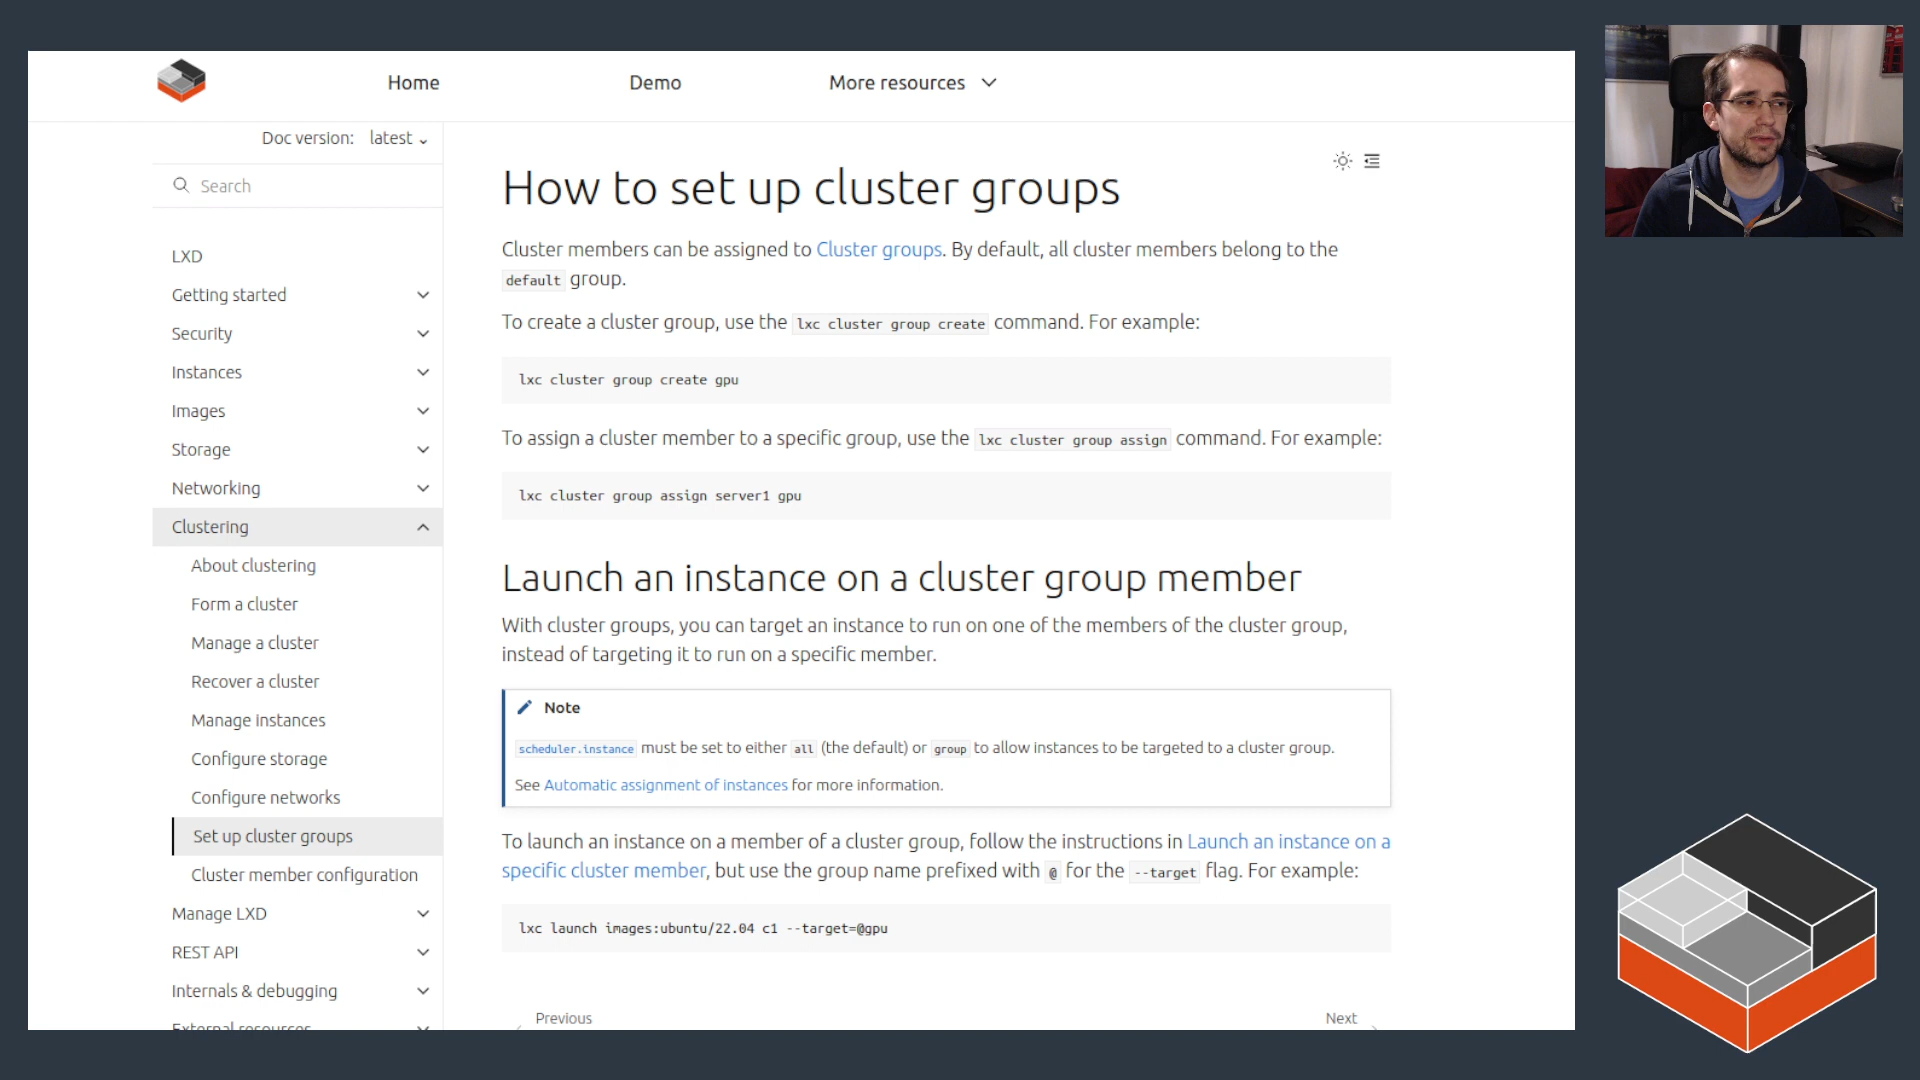 Home
Demo
More resources
Doc version: latest
Search
LXD
Getting started
Security
Instances
Images
Storage
Networking
Clustering
About clustering
Form a cluster
Manage a cluster
Recover a cluster
Manage instances
Configure storage
Configure networks
Set up cluster groups
Cluster member configuration
Manage LXD
REST API
Internals & debugging
External resources
How to set up cluster groups
Cluster members can be assigned to Cluster groups. By default, all cluster members belong to the
default group.
To create a cluster group, use the lxc cluster group create command. For example:
lxc cluster group create gpu
To assign a cluster member to a specific group, use the lxc cluster group assign command. For example:
lxc cluster group assign server1 gpu
Launch an instance on a cluster group member
With cluster groups, you can target an instance to run on one of the members of the cluster group,
instead of targeting it to run on a specific member.
Note
scheduler.instance must be set to either all (the default) or group to allow instances to be targeted to a cluster group.
See Automatic assignment of instances for more information.
To launch an instance on a member of a cluster group, follow the instructions in Launch an instance on a
specific cluster member, but use the group name prefixed with @ for the --target flag. For example:
lxc launch images:ubuntu/22.04 c1 --target=@gpu
Previous
Next